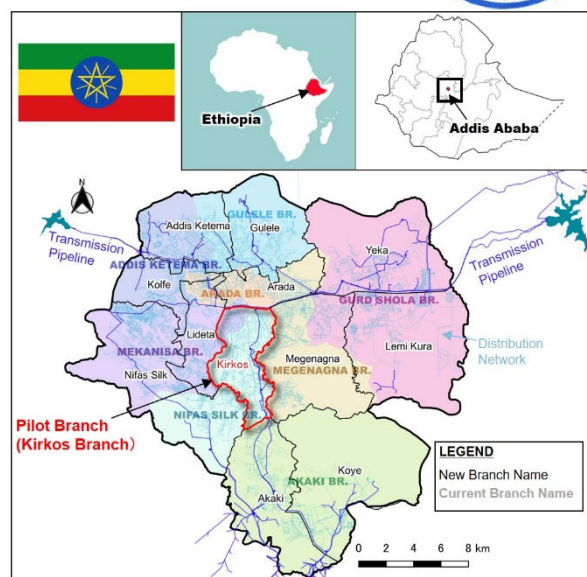 Ethiopia
Addis Ababa
N
Transmission
Pipeline
Transmission
Pipeline
GULELE BR.
Addis Ketema
Gulele
Yeka
ADDIS KETEMA BR.
Kolfe
Arada
ARADA BR.
GURD SHOLA BR.
Lideta
MEKANISA BR.
Kirkos
Megenagna
Lemi Kura
Distribution
Network
Nifas Silk
MEGENAGNA BR.
Pilot Branch
(Kirkos Branch)
NIFAS SILK BR.
Koye
AKAKI BR.
Akaki
LEGEND
New Branch Name
Current Branch Name
0 2 4 6 8 km